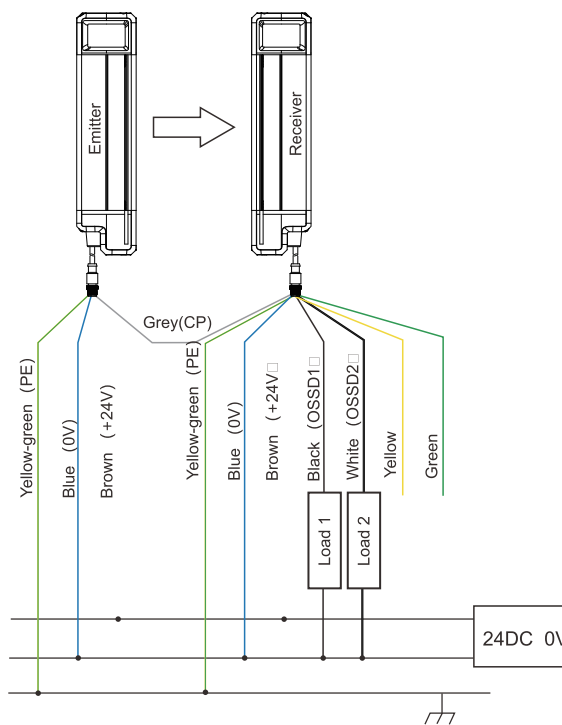 Emitter
Receiver
Grey(CP)
Yellow-green (PE)
Blue (0V)
Brown (+24V)
Yellow-green (PE)
Blue (0V)
Brown (+24V□
Black (OSSD1□
White (OSSD2□
Yellow
Green
Load 1
Load 2
24DC 0V